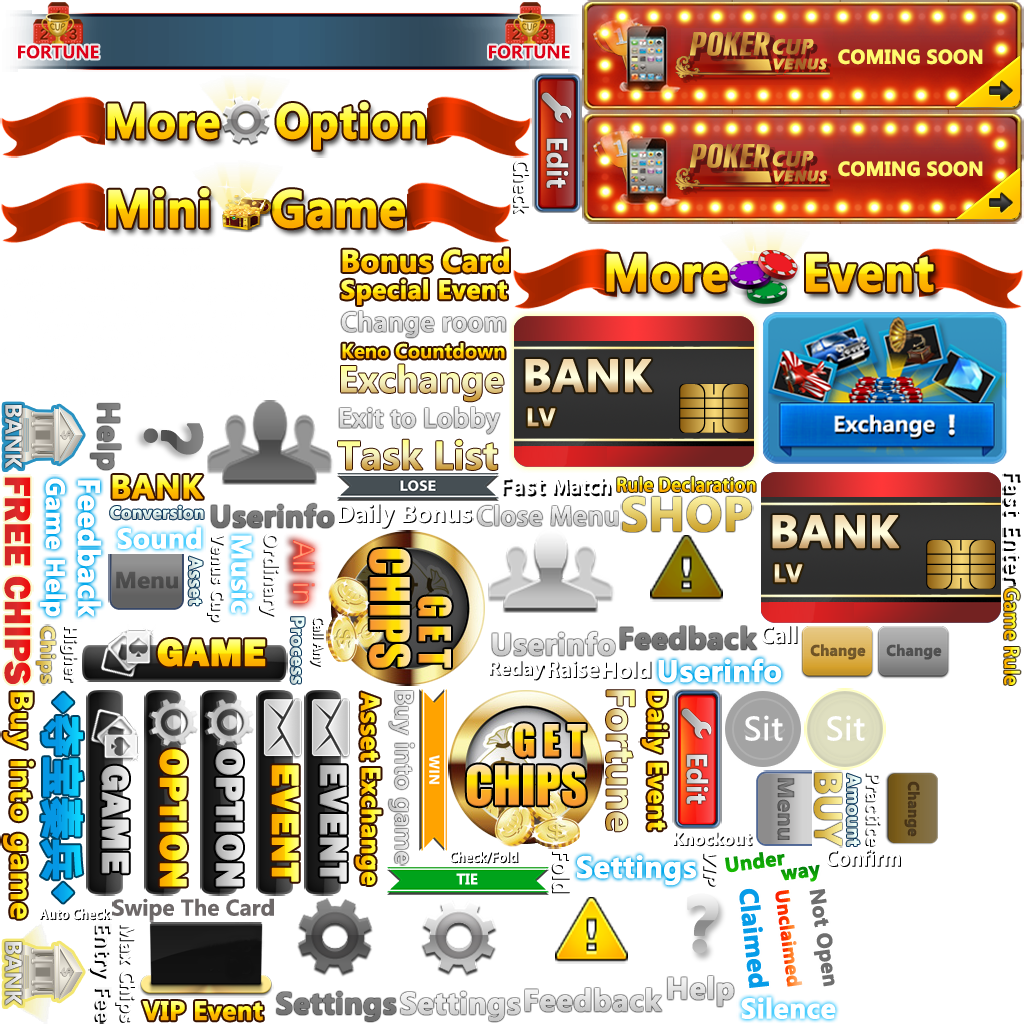 FORTUNE
FORTUNE
POKER CUP
VENUS
COMING SOON
More Option
Edit
Check
POKER CUP
VENUS
COMING SOON
Mini Game
Bonus Card
Special Event
More Event
Change room
Keno Countdown
Exchange
Exit to Lobby
Task List
BANK
LV
Exchange !
BANK
Help
LOSE
Fast Match
Rule Declaration
Daily Bonus
Close Menu
SHOP
BANK
LV
Fast Enter
FREE CHIPS
Game Help
Feedback
BANK
Conversion
Userinfo
Sound
Menu
Asset
Venus Cup
Music
Ordinary
All in
GET
CHIPS
Chips
Higher
Process
Call Any
GAME
Userinfo
Feedback
Call
Change
Change
Game Rule
Reday
Raise
Hold
Userinfo
Buy into game
夺宝奏兵
GAME
OPTION
OPTION
EVENT
EVENT
Asset Exchange
Buy into game
WIN
GET
CHIPS
Fortune
Daily Event
Edit
Sit
Sit
Menu
BUY
Amount
Practice
Change
Knockout
Check/Fold
Fold
TIE
Settings
VIP
Under way
Confirm
Auto Check
Swipe The Card
BANK
Entry Fee
Max Chips
VIP Event
Settings
Settings
Feedback
Help
Claimed
Unclaimed
Not Open
Silence